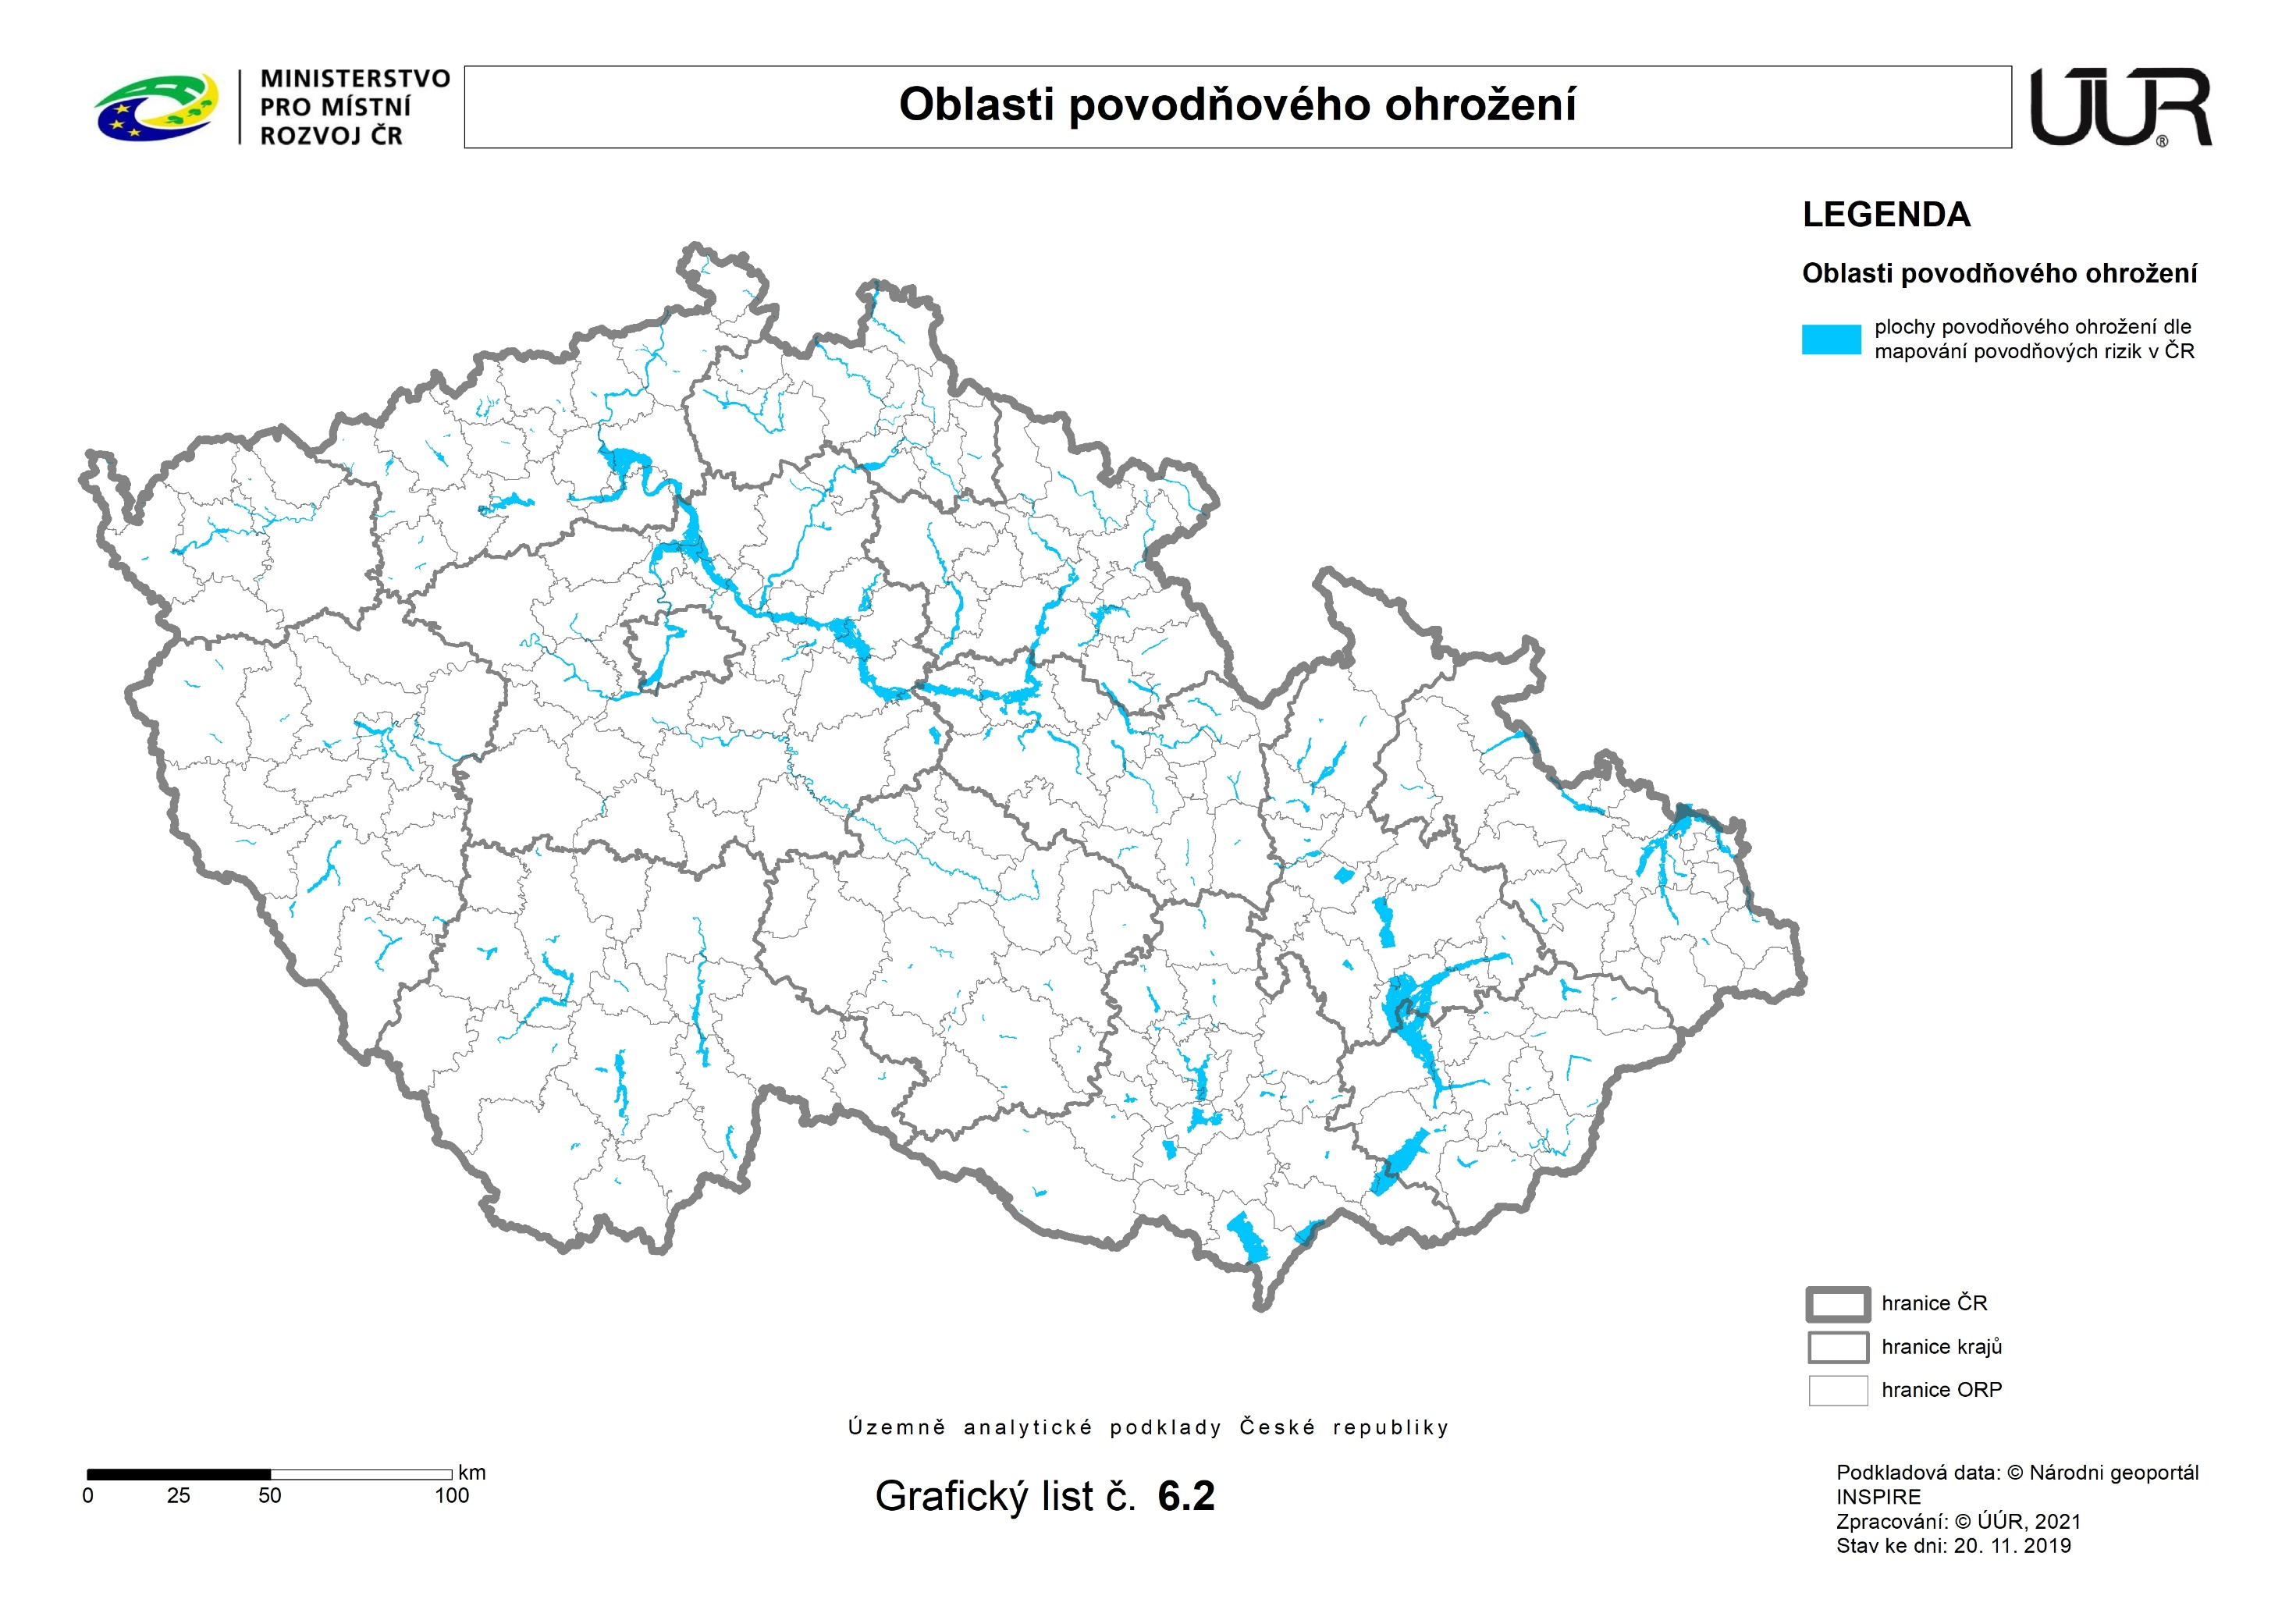 MINISTERSTVO
PRO MÍSTNÍ
ROZVOJ ČR
Oblasti povodňového ohrožení
ÚÚR®
LEGENDA
Oblasti povodňového ohrožení
plochy povodňového ohrožení dle
mapování povodňových rizik v ČR
hranice ČR
hranice krajů
hranice ORP
Územně analytické podklady České republiky
km
0 25 50 100
Grafický list č. 6.2
Podkladová data: © Národni geoportál
INSPIRE
Zpracování: © ÚÚR, 2021
Stav ke dni: 20. 11. 2019